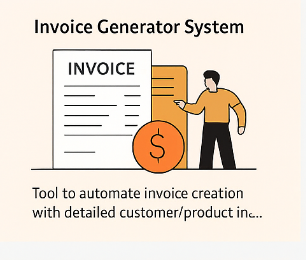 Invoice Generator System
INVOICE
$
Tool to automate invoice creation
with detailed customer/product in...